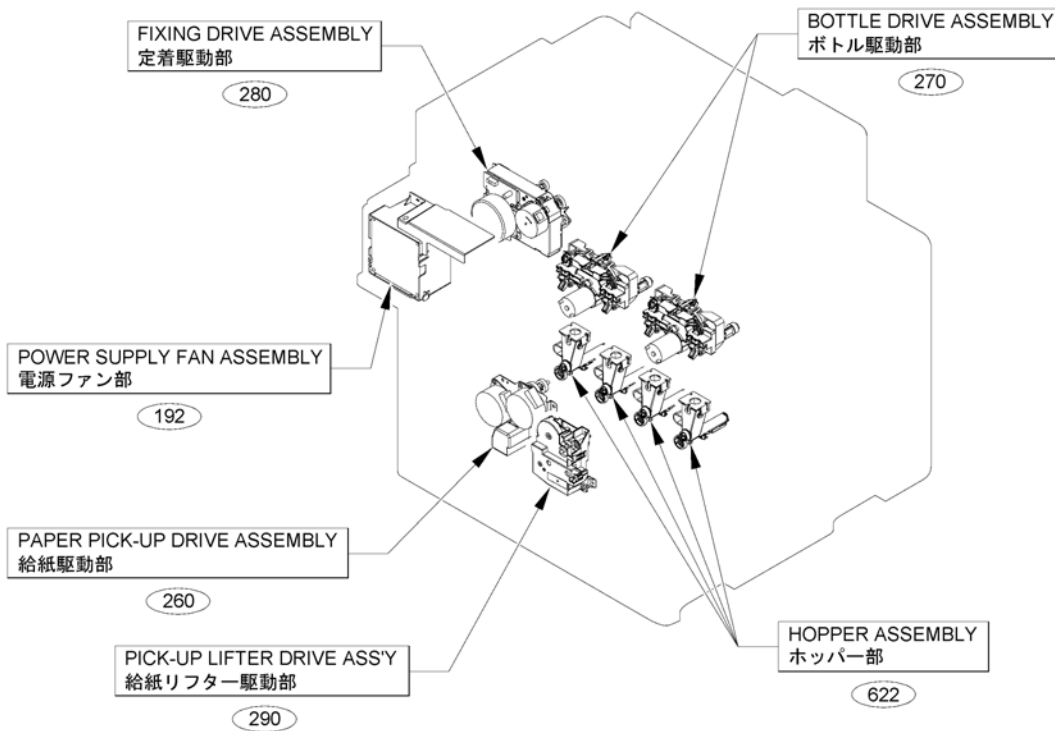 FIXING DRIVE ASSEMBLY
定着駆動部
280
BOTTLE DRIVE ASSEMBLY
ボトル駆動部
270
POWER SUPPLY FAN ASSEMBLY
電源ファン部
192
PAPER PICK-UP DRIVE ASSEMBLY
給紙駆動部
260
PICK-UP LIFTER DRIVE ASS'Y
給紙リフター駆動部
290
HOPPER ASSEMBLY
ホッパー部
622